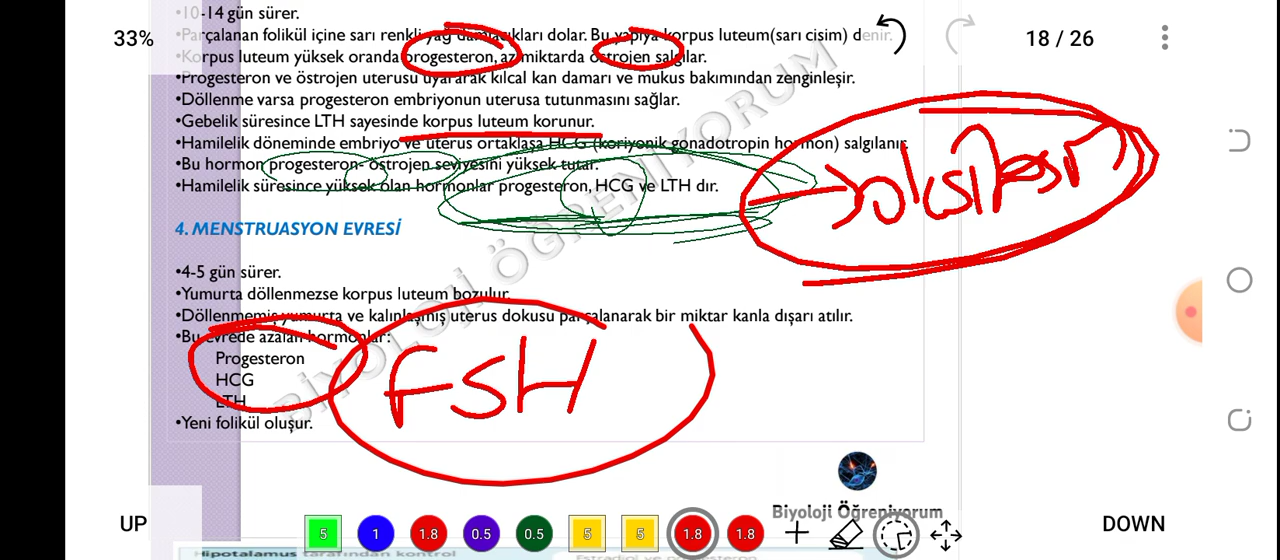 •10-14 gün sürer.
33%
18 / 26
•Parçalanan folikül içine sarı renkli yağ damlacıkları dolar. Bu yapıya korpus luteum(sarı cisim) denir.
•Korpus luteum yüksek oranda progesteron, az miktarda östrojen salgılar.
•Progesteron ve östrojen uterusu uyararak kılcal kan damarı ve mukus bakımından zenginleşir.
•Döllenme varsa progesteron embriyonun uterusa tutunmasını sağlar.
•Gebelik süresince LTH sayesinde korpus luteum korunur.
•Hamilelik döneminde embriyo ve uterus ortaklaşa HCG (koriyonik gonadotropin hormon) salgılanır.
•Bu hormon progesteron- östrojen seviyesini yüksek tutar.
•Hamilelik süresince yüksek olan hormonlar progesteron, HCG ve LTH dır.
4. MENSTRUASYON EVRESİ
•4-5 gün sürer.
•Yumurta döllenmezse korpus luteum bozulur.
•Döllenmemiş yumurta ve kalınlaşmış uterus dokusu parçalanarak bir miktar kanla dışarı atılır.
•Bu evrede azalan hormonlar:
Progesteron
HCG
LTH
FSH
•Yeni folikül oluşur.
BİYOLOJİ ÖĞRENİYORUM
Biyoloji Öğreniyorum
UP
5 1 1.8 0.5 0.5 5 5 1.8 1.8
DOWN
Hipotalamus tarafından kontrol
Estradiol ve progesteron